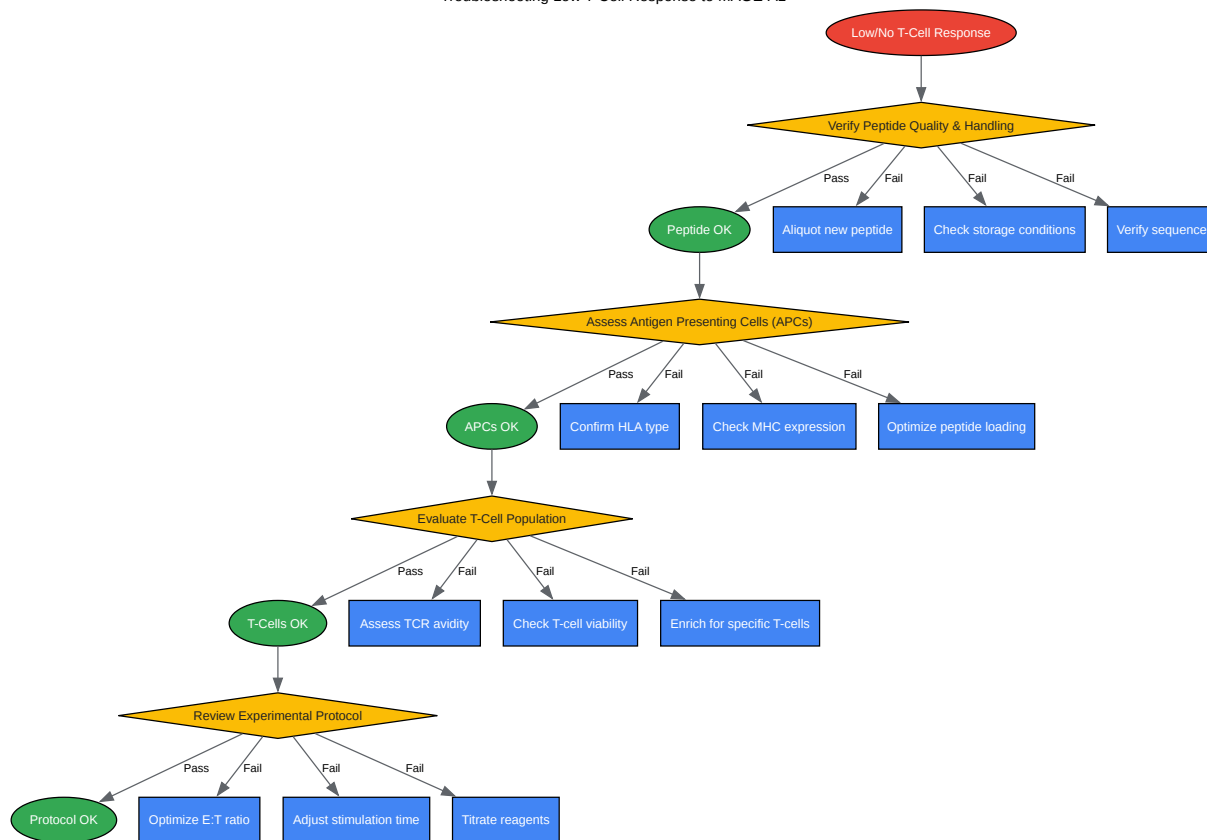 Low/No T-Cell Response
Verify Peptide Quality & Handling
Pass
Fail
Fail
Fail
Peptide OK
Aliquot new peptide
Check storage conditions
Verify sequence
Assess Antigen Presenting Cells (APCs)
Pass
Fail
Fail
Fail
APCs OK
Confirm HLA type
Check MHC expression
Optimize peptide loading
Evaluate T-Cell Population
Pass
Fail
Fail
Fail
T-Cells OK
Assess TCR avidity
Check T-cell viability
Enrich for specific T-cells
Review Experimental Protocol
Pass
Fail
Fail
Fail
Protocol OK
Optimize E:T ratio
Adjust stimulation time
Titrate reagents